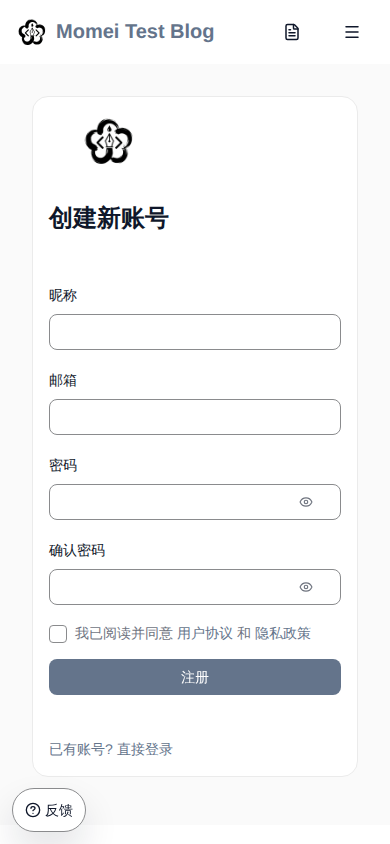 Momei Test Blog
创建新账号
昵称
邮箱
密码
确认密码
我已阅读并同意 用户协议 和 隐私政策
注册
已有账号? 直接登录
反馈